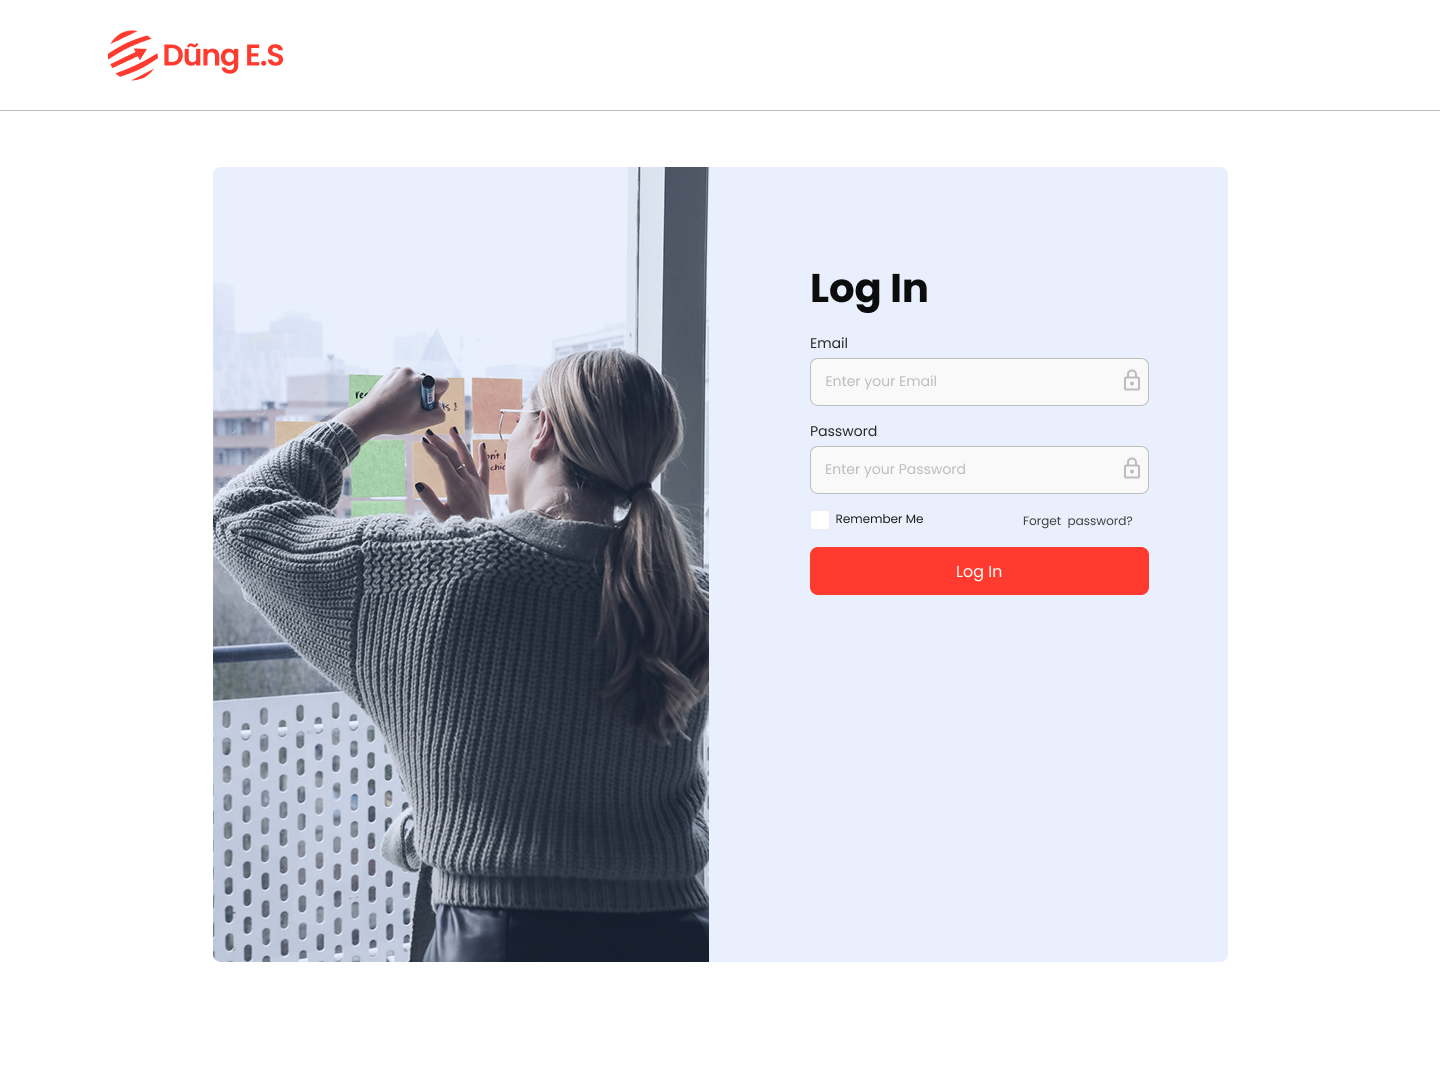 Dũng E.S
Log In
Email
Enter your Email
Password
Enter your Password
Remember Me
Forget password?
Log In